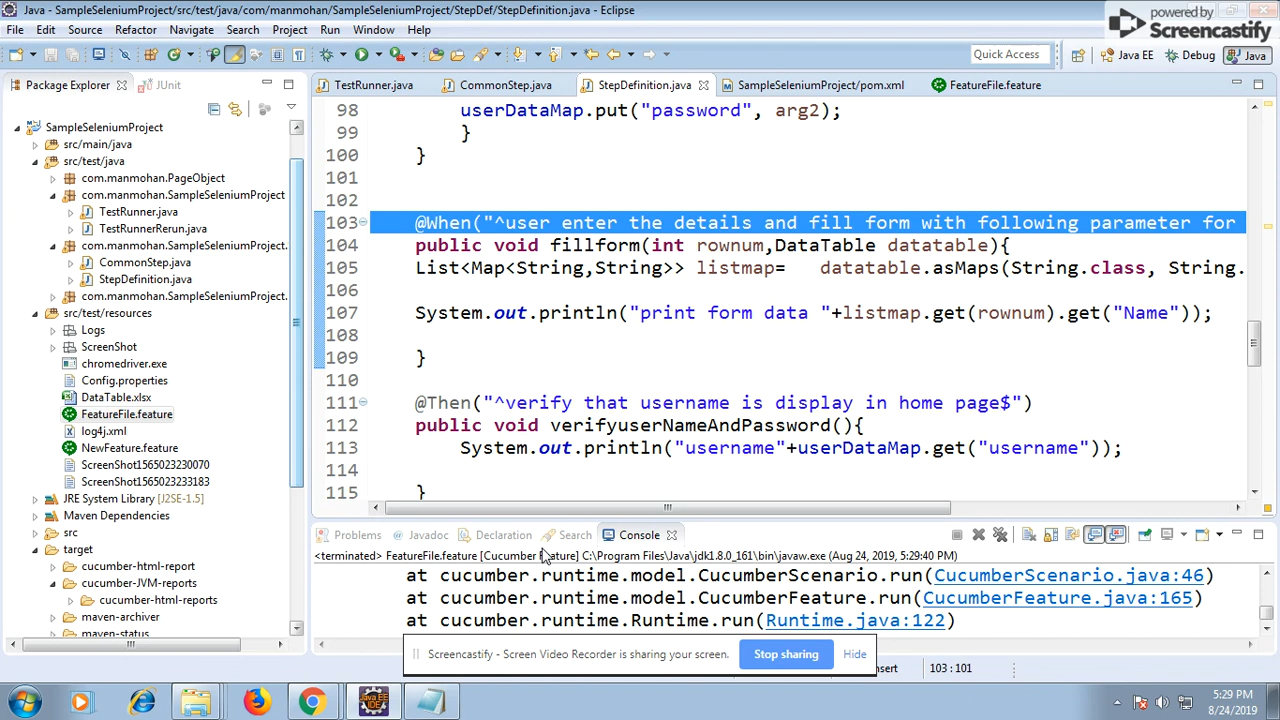 Java - SampleSeleniumProject/src/test/java/com/manmohan/SampleSeleniumProject/StepDef/StepDefinition.java - Eclipse
powered by
Screencastify
File Edit Source Refactor Navigate Search Project Run Window Help
Quick Access
Java EE
Debug
Java
Package Explorer
JUnit
SampleSeleniumProject
src/main/java
src/test/java
com.manmohan.PageObject
com.manmohan.SampleSeleniumProject
TestRunner.java
TestRunnerRerun.java
com.manmohan.SampleSeleniumProject.
CommonStep.java
StepDefinition.java
com.manmohan.SampleSeleniumProject.
src/test/resources
Logs
ScreenShot
chromedriver.exe
Config.properties
DataTable.xlsx
FeatureFile.feature
log4j.xml
NewFeature.feature
ScreenShot1565023230070
ScreenShot1565023233183
JRE System Library [J2SE-1.5]
Maven Dependencies
src
target
cucumber-html-report
cucumber-JVM-reports
cucumber-html-reports
maven-archiver
maven-status
TestRunner.java
CommonStep.java
StepDefinition.java
SampleSeleniumProject/pom.xml
FeatureFile.feature
98 userDataMap.put("password", arg2);
99 }
100 }
101
102
103 @When("^user enter the details and fill form with following parameter for
104 public void fillform(int rownum,DataTable datatable){
105 List<Map<String,String>> listmap= datatable.asMaps(String.class, String.
106
107 System.out.println("print form data "+listmap.get(rownum).get("Name"));
108
109 }
110
111 @Then("^verify that username is display in home page$")
112 public void verifyuserNameAndPassword(){
113 System.out.println("username"+userDataMap.get("username"));
114
115 }
Problems
Javadoc
Declaration
Search
Console
<terminated> FeatureFile.feature [Cucumber Feature] C:\Program Files\Java\jdk1.8.0_161\bin\javaw.exe (Aug 24, 2019, 5:29:40 PM)
at cucumber.runtime.model.CucumberScenario.run(CucumberScenario.java:46)
at cucumber.runtime.model.CucumberFeature.run(CucumberFeature.java:165)
at cucumber.runtime.Runtime.run(Runtime.java:122)
Screencastify - Screen Video Recorder is sharing your screen.
Stop sharing
Hide
103 : 101
Java EE
IDE
5:29 PM
8/24/2019